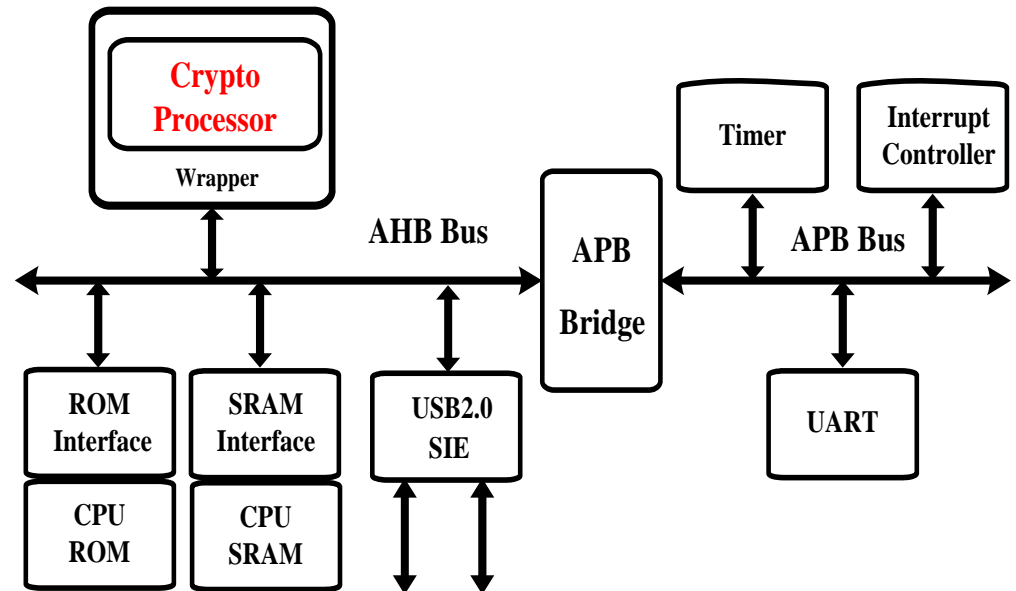 Crypto
Processor
Wrapper
AHB Bus
APB
Bridge
Timer
Interrupt
Controller
APB Bus
ROM
Interface
SRAM
Interface
USB2.0
SIE
UART
CPU
ROM
CPU
SRAM